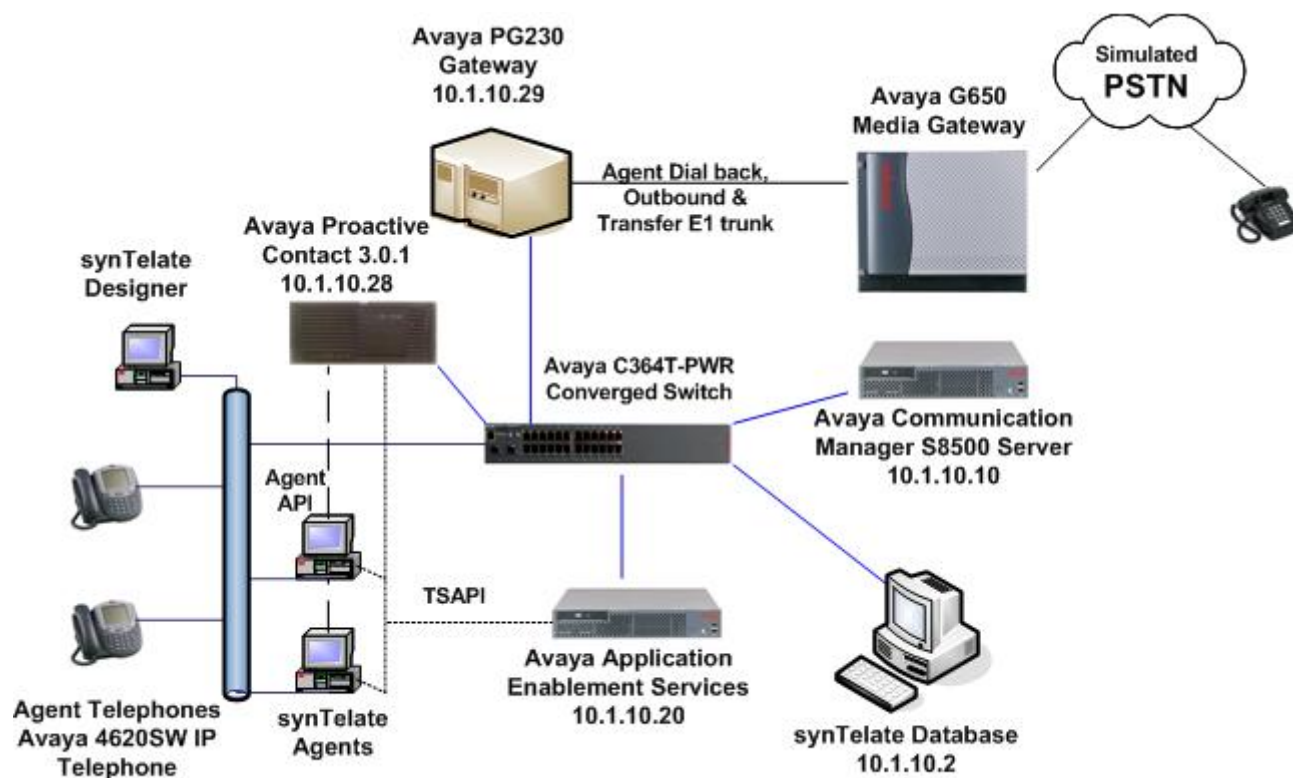 Avaya PG230
Gateway
10.1.10.29
Simulated
PSTN
Avaya G650
Media Gateway
Agent Dial back,
Outbound &
Transfer E1 trunk
Avaya Proactive
Contact 3.0.1
10.1.10.28
synTelate
Designer
Avaya C364T-PWR
Converged Switch
Avaya Communication
Manager S8500 Server
10.1.10.10
Agent
API
TSAPI
Avaya Application
Enablement Services
10.1.10.20
Agent Telephones
Avaya 4620SW IP
Telephone
synTelate
Agents
synTelate Database
10.1.10.2